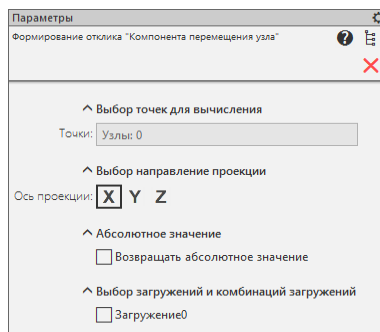 Параметры
Формирование отклика "Компонента перемещения узла"
Выбор точек для вычисления
Точки: Узлы: 0
Выбор направление проекции
Ось проекции: X Y Z
Абсолютное значение
Возвращать абсолютное значение
Выбор загружений и комбинаций загружений
Загружение0